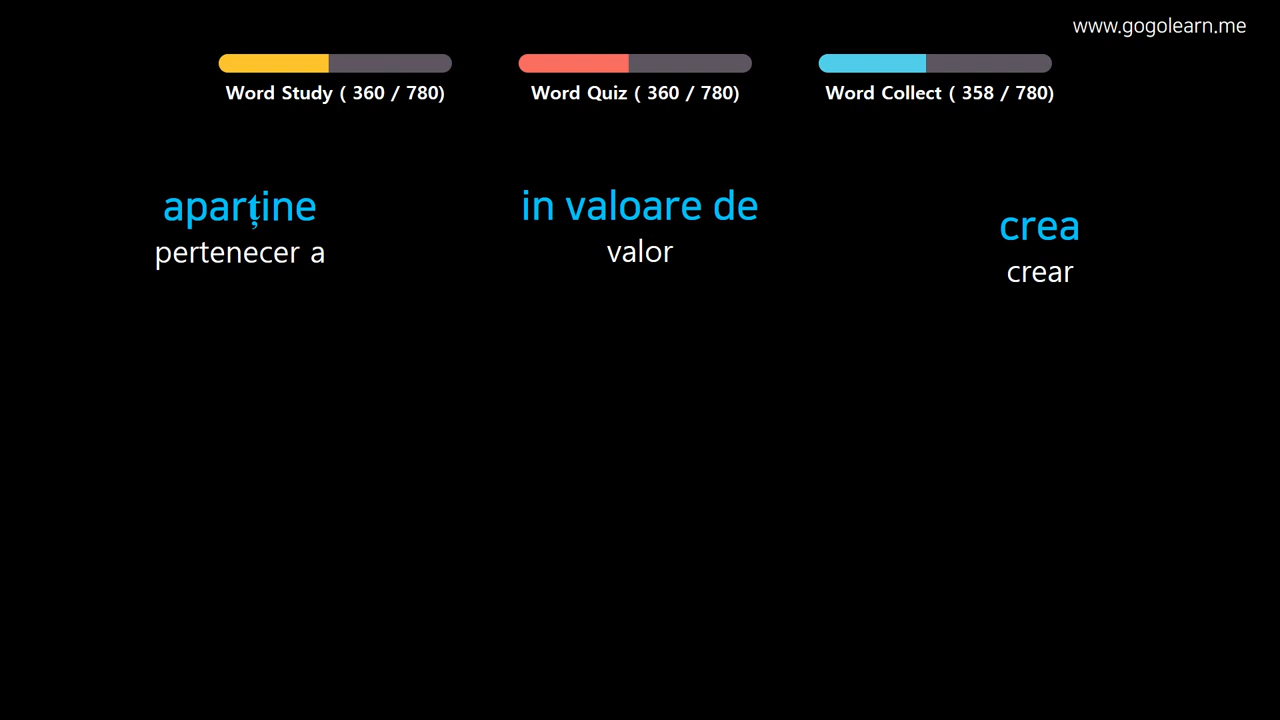 www.gogolearn.me
Word Study ( 360 / 780)
Word Quiz ( 360 / 780)
Word Collect ( 358 / 780)
aparține
pertenecer a
in valoare de
valor
crea
crear